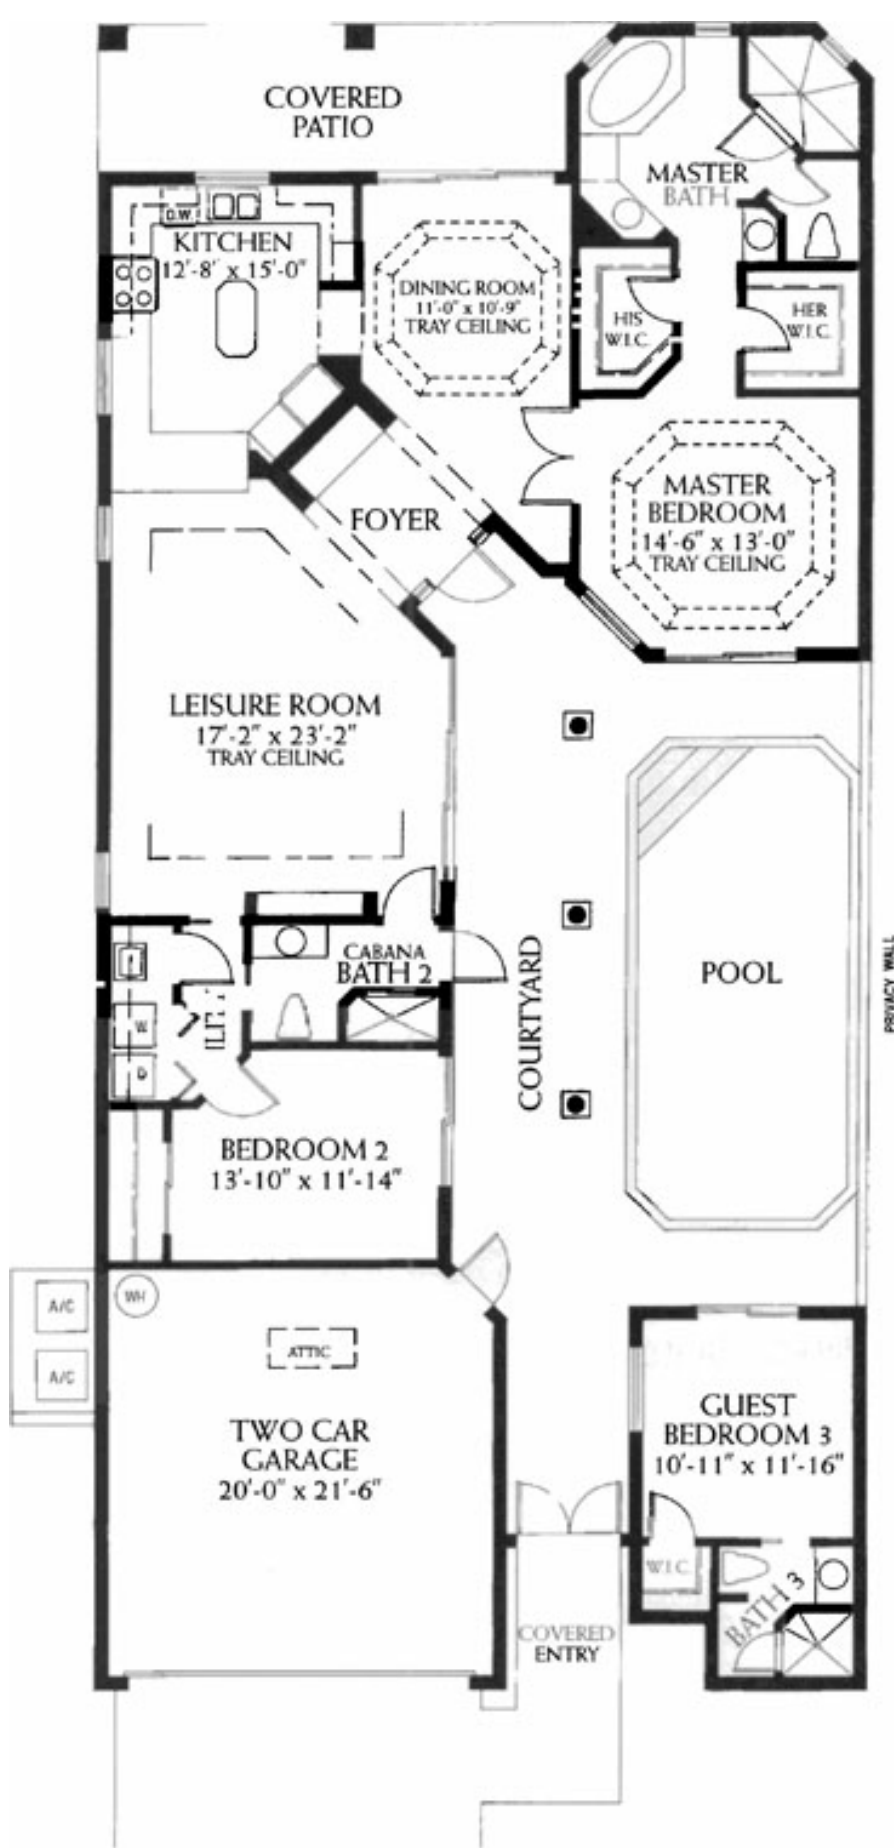 COVERED
PATIO
MASTER
BATH
D.W.
KITCHEN
12'-8" x 15'-0"
DINING ROOM
11'-0" x 10'-9"
TRAY CEILING
HIS
W.I.C.
HER
W.I.C.
MASTER
BEDROOM
14'-6" x 13'-0"
TRAY CEILING
FOYER
LEISURE ROOM
17'-2" x 23'-2"
TRAY CEILING
CABANA
BATH 2
COURTYARD
POOL
PRIVACY WALL
W.
D
BEDROOM 2
13'-10" x 11'-14"
A/C
A/C
WH
ATTIC
TWO CAR
GARAGE
20'-0" x 21'-6"
GUEST
BEDROOM 3
10'-11" x 11'-16"
W.I.C.
BATH 3
COVERED
ENTRY